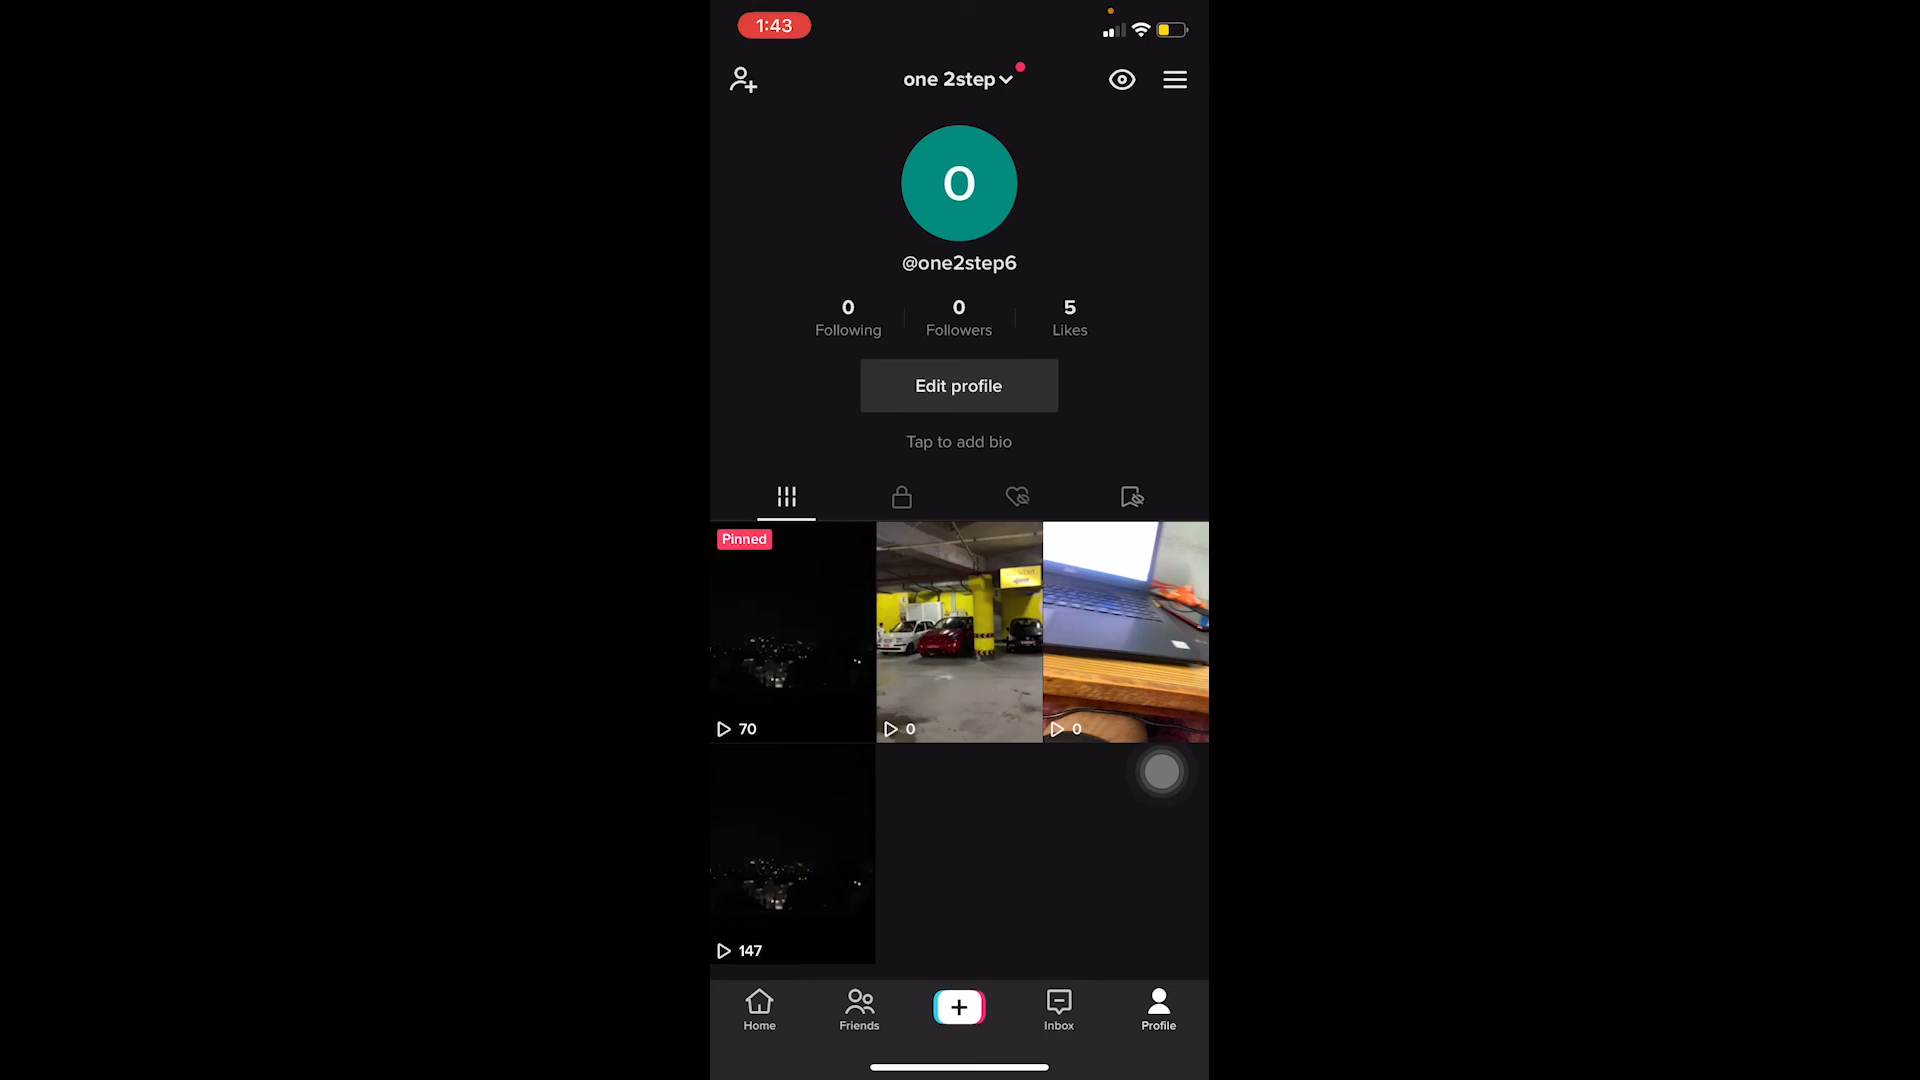 1:43
one 2step
O
@one2step6
0 0 5
Following Followers Likes
Edit profile
Tap to add bio
Pinned
70
0
0
147
Home Friends Inbox Profile